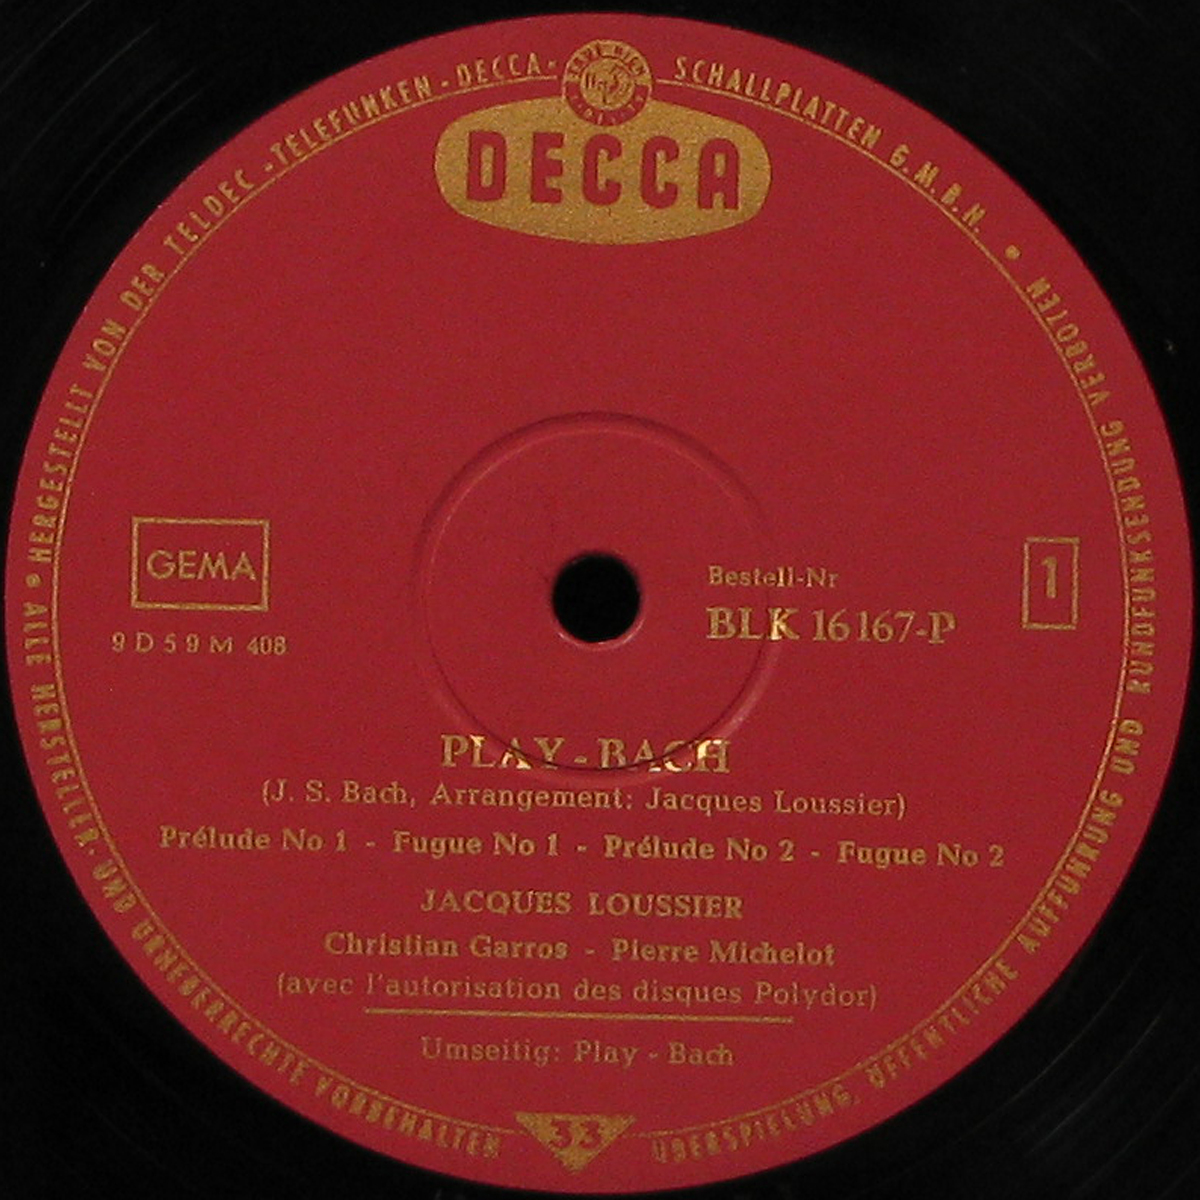 • HERGESTELLT VON DER TELDEC -TELEFUNKEN - DECCA- SCHALLPLATTEN G.M.B.H. •
DECCA
GEMA
9 D 5 9 M 408
Bestell-Nr
BLK 16167-P
1
PLAY - BACH
(J. S. Bach, Arrangement: Jacques Loussier)
Prélude No 1 - Fugue No 1 - Prélude No 2 - Fugue No 2
JACQUES LOUSSIER
Christian Garros - Pierre Michelot
(avec l'autorisation des disques Polydor)
Umseitig: Play - Bach
ALLE HERSTELLER- UND URHEBERRECHTE VORBEHALTEN
33
ÜBERSPIELUNG, ÖFFENTLICHE AUFFÜHRUNG UND RUNDFUNKSENDUNG VERBOTEN